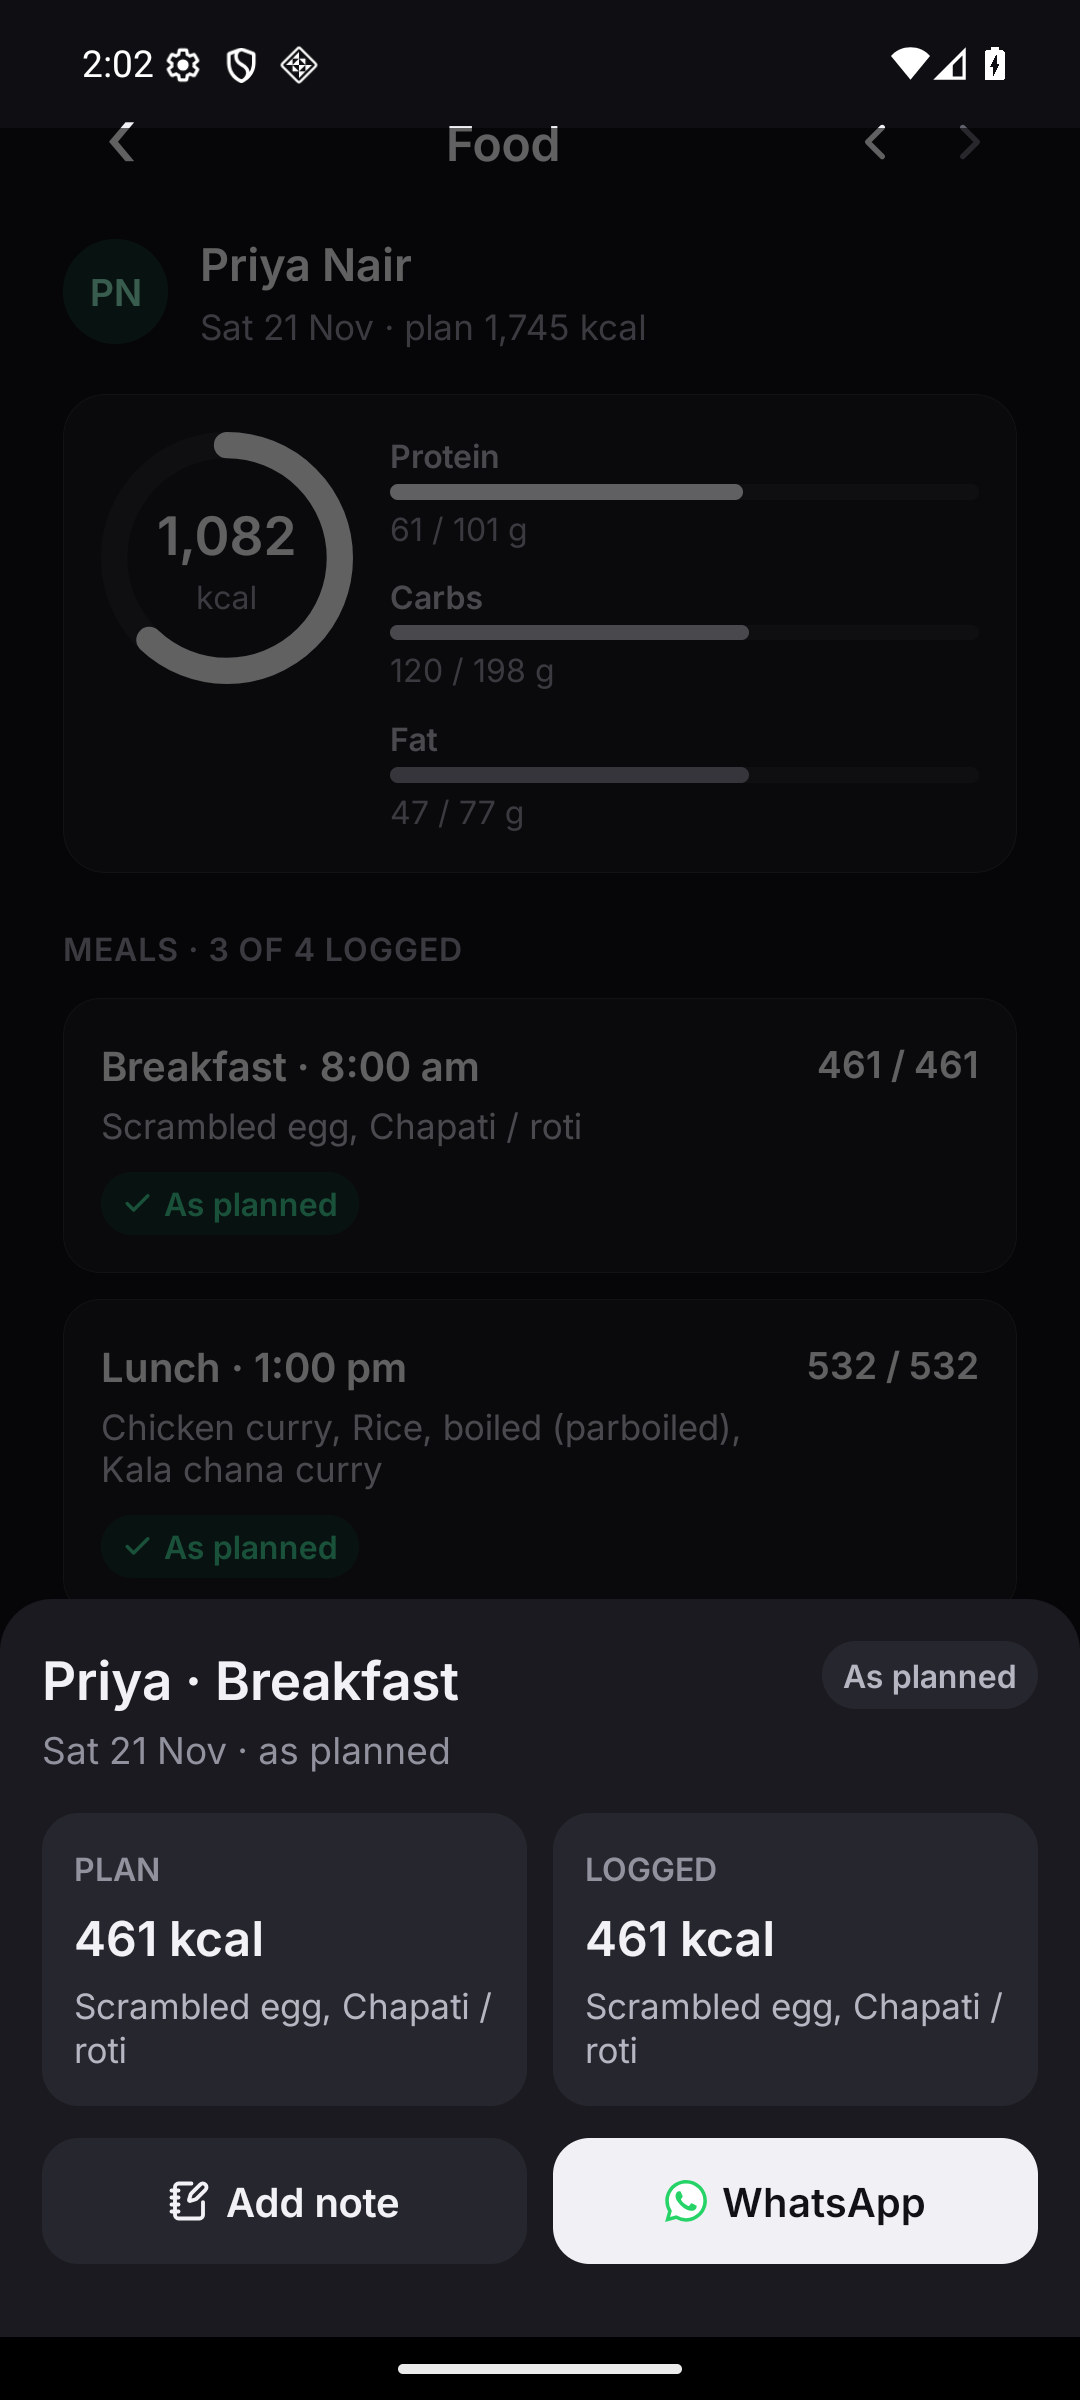 2:02
Food
PN
Priya Nair
Sat 21 Nov · plan 1,745 kcal
1,082
kcal
Protein
61 / 101 g
Carbs
120 / 198 g
Fat
47 / 77 g
MEALS · 3 OF 4 LOGGED
Breakfast · 8:00 am
461 / 461
Scrambled egg, Chapati / roti
As planned
Lunch · 1:00 pm
532 / 532
Chicken curry, Rice, boiled (parboiled),
Kala chana curry
As planned
Priya · Breakfast
As planned
Sat 21 Nov · as planned
PLAN
461 kcal
Scrambled egg, Chapati /
roti
LOGGED
461 kcal
Scrambled egg, Chapati /
roti
Add note
WhatsApp